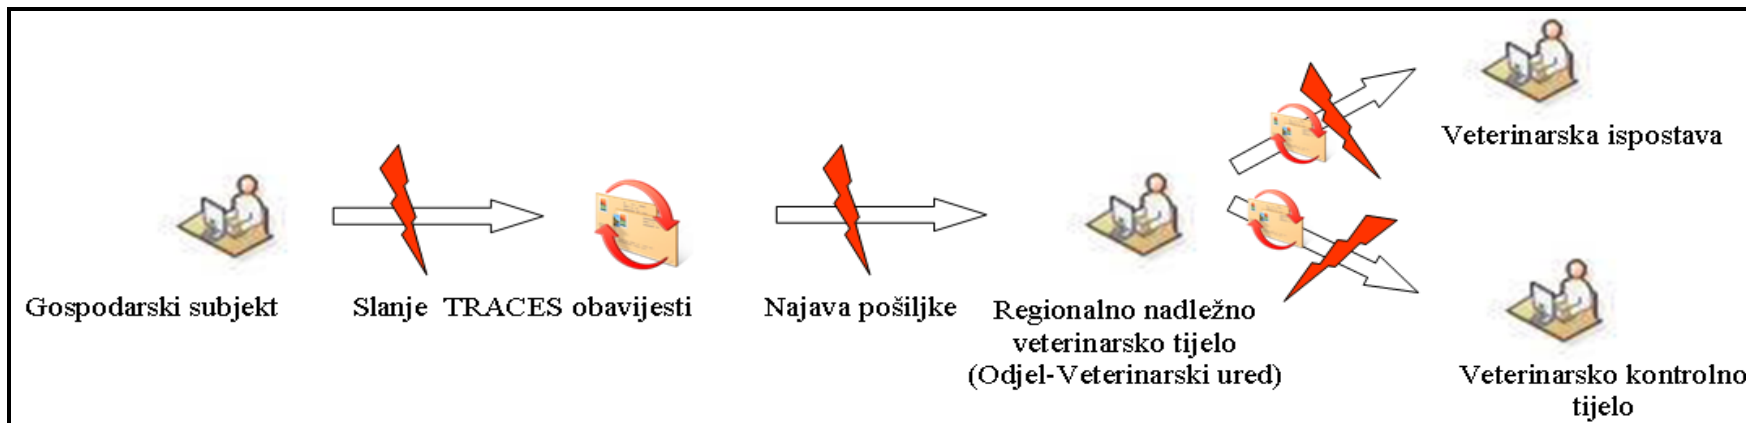 Gospodarski subjekt
Slanje TRACES obavijesti
Najava pošiljke
Regionalno nadležno
veterinarsko tijelo
(Odjel-Veterinarski ured)
Veterinarska ispostava
Veterinarsko kontrolno
tijelo